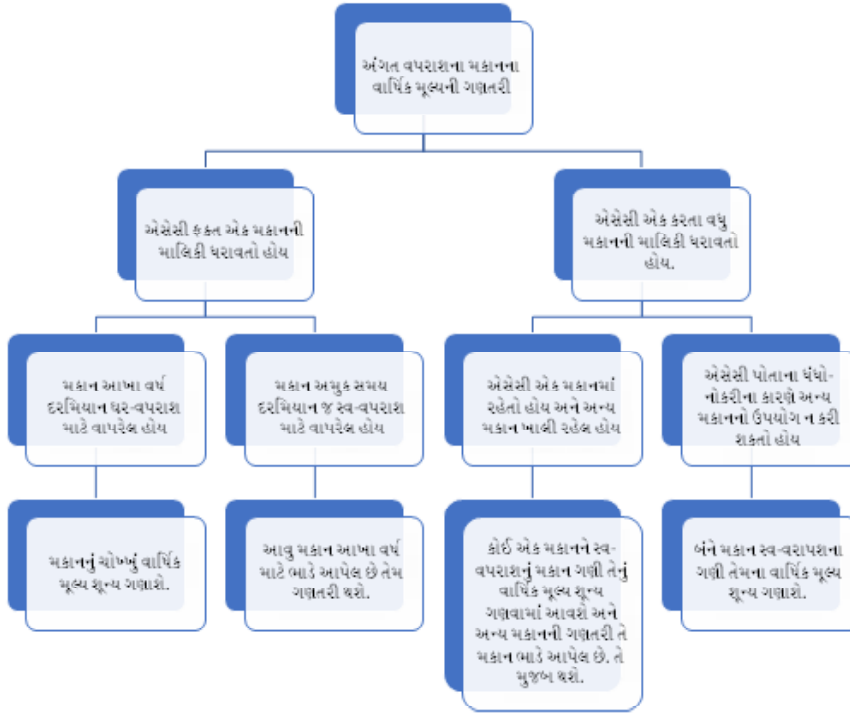 અંગત વપરાશના મકાનના
વાર્ષિક મૂલ્યની ગણતરી
એસેસી ફક્ત એક મકાનની
માલિકી ધરાવતો હોય
એસેસી એક કરતા વધુ
મકાનની માલિકી ધરાવતો
હોય.
મકાન આખા વર્ષ
દરમિયાન ઘર-વપરાશ
માટે વાપરેલ હોય
મકાન અમુક સમય
દરમિયાન જ સ્વ-વપરાશ
માટે વાપરેલ હોય
એસેસી એક મકાનમાં
રહેતો હોય અને અન્ય
મકાન ખાલી રહેલ હોય
એસેસી પોતાના ધંધો-
નોકરીના કારણે અન્ય
મકાનનો ઉપયોગ ન કરી
શકતો હોય
મકાનનું ચોખ્ખું વાર્ષિક
મૂલ્ય શૂન્ય ગણાશે.
આવુ મકાન આખા વર્ષ
માટે ભાડે આપેલ છે તેમ
ગણતરી થશે.
કોઈ એક મકાનને સ્વ-
વપરાશનું મકાન ગણી તેનું
વાર્ષિક મૂલ્ય શૂન્ય
ગણવામાં આવશે અને
અન્ય મકાનની ગણતરી તે
મકાન ભાડે આપેલ છે. તે
મુજબ થશે.
બંને મકાન સ્વ-વરાપશના
ગણી તેમના વાર્ષિક મૂલ્ય
શૂન્ય ગણાશે.